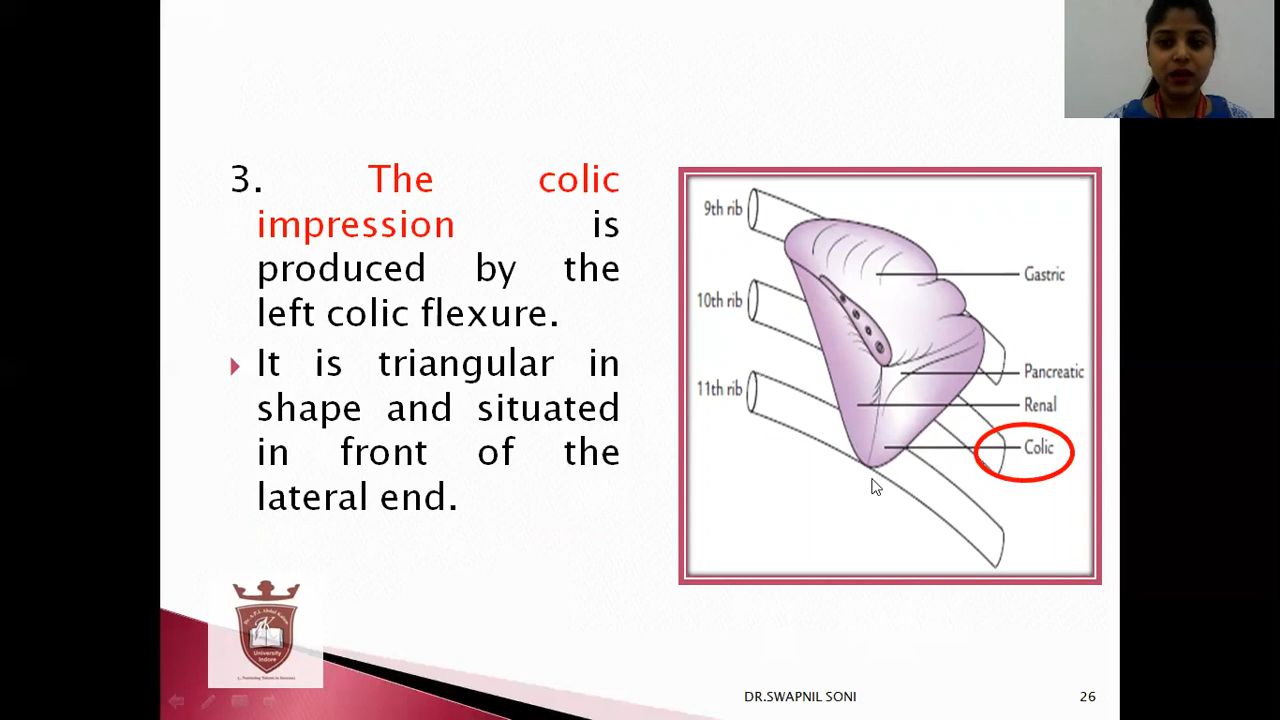 3. The colic
impression is
produced by the
left colic flexure.
It is triangular in
shape and situated
in front of the
lateral end.
9th rib
10th rib
11th rib
Gastric
Pancreatic
Renal
Colic
University
Indore
DR.SWAPNIL SONI
26